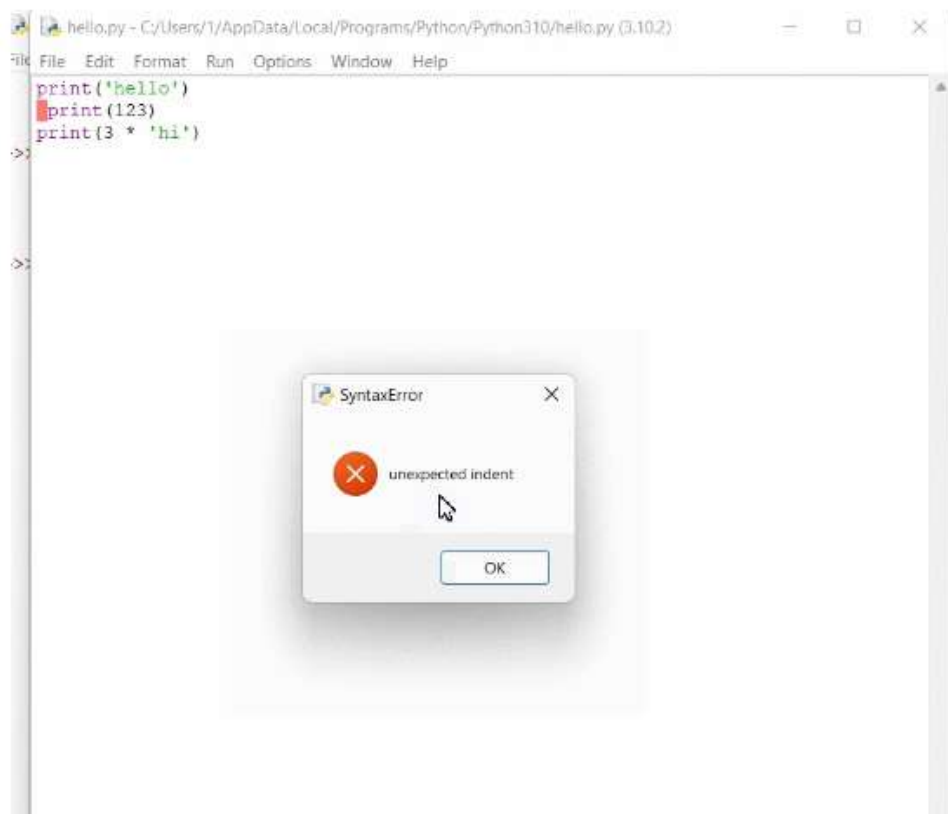 hello.py - C:/Users/1/AppData/Local/Programs/Python/Python310/hello.py (3.10.2)
File Edit Format Run Options Window Help
print('hello')
 print(123)
print(3 * 'hi')
SyntaxError
unexpected indent
OK